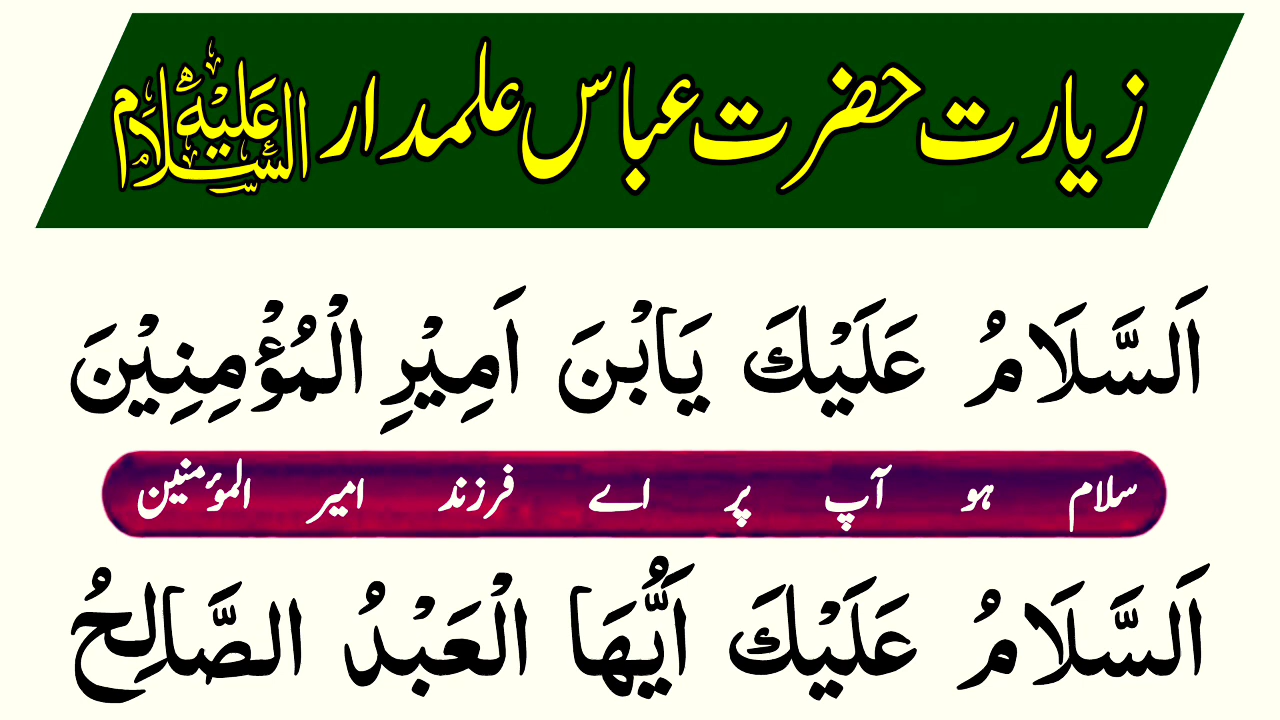 زیارت حضرت عباس علمدار علیہ السلام
اَلسَّلَامُ عَلَيْكَ يَابْنَ اَمِيْرِ الْمُؤْمِنِيْنَ
سلام ہو آپ پر اے فرزند امیر المؤمنین
اَلسَّلَامُ عَلَيْكَ اَيُّهَا الْعَبْدُ الصَّالِحُ